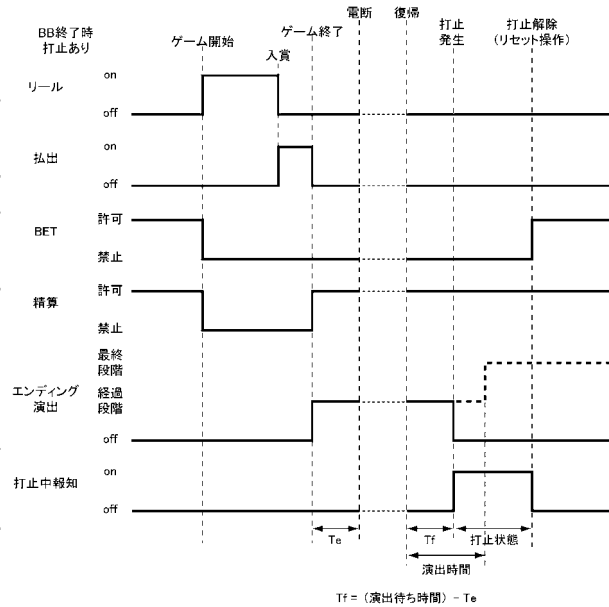 電断 復帰
BB終了時
打止あり
ゲーム開始
ゲーム終了
入賞
打止
発生
打止解除
(リセット操作)
リール
on
off
払出
on
off
BET
許可
禁止
精算
許可
禁止
エンディング
演出
最終
段階
経過
段階
off
打止中報知
on
off
Te
Tf
打止状態
演出時間
Tf = (演出待ち時間) - Te